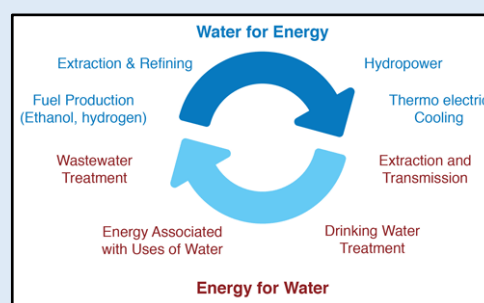 Water for Energy
Extraction & Refining
Hydropower
Fuel Production
(Ethanol, hydrogen)
Thermo electric
Cooling
Wastewater
Treatment
Extraction and
Transmission
Energy Associated
with Uses of Water
Drinking Water
Treatment
Energy for Water